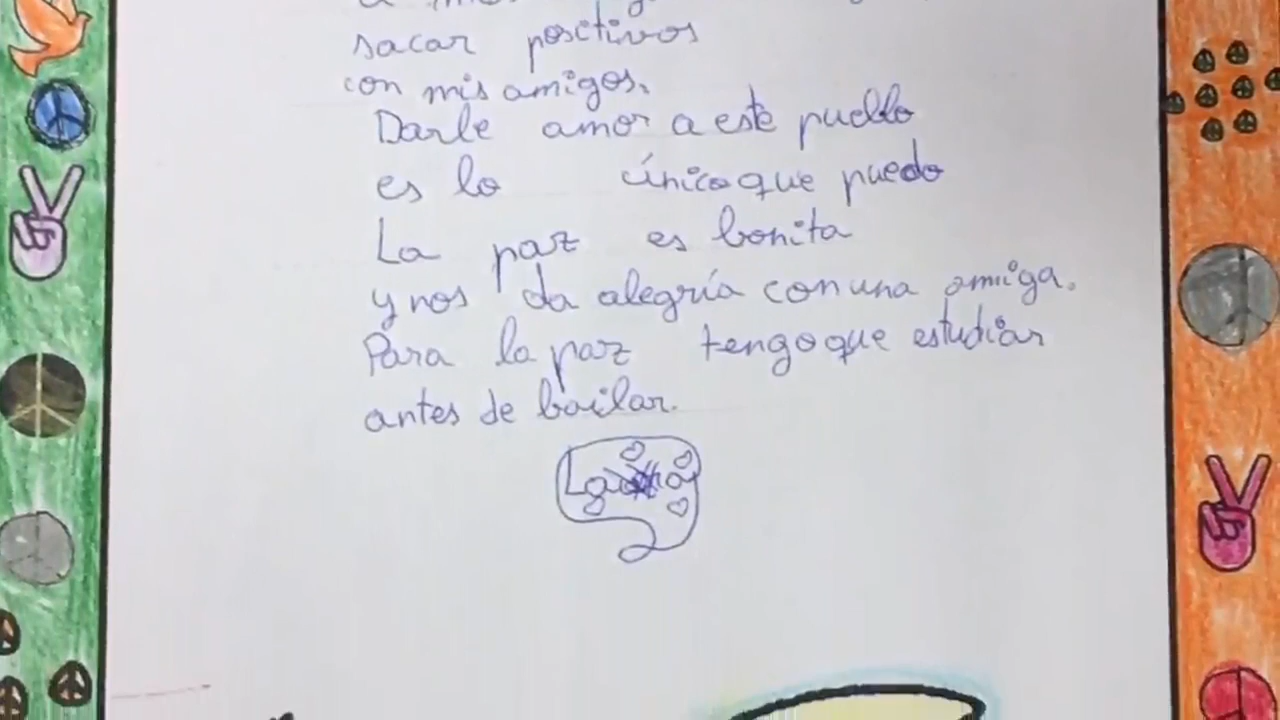 sacar positivos
con mis amigos.
Darle amor a este pueblo
es lo único que puedo
La paz es bonita
y nos da alegría con una amiga.
Para la paz tengo que estudiar
antes de bailar.